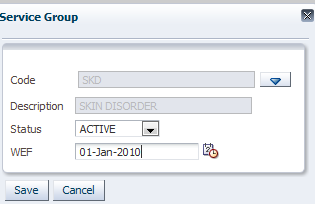 Service Group
Code SKD
Description SKIN DISORDER
Status ACTIVE
WEF 01-Jan-2010
Save Cancel